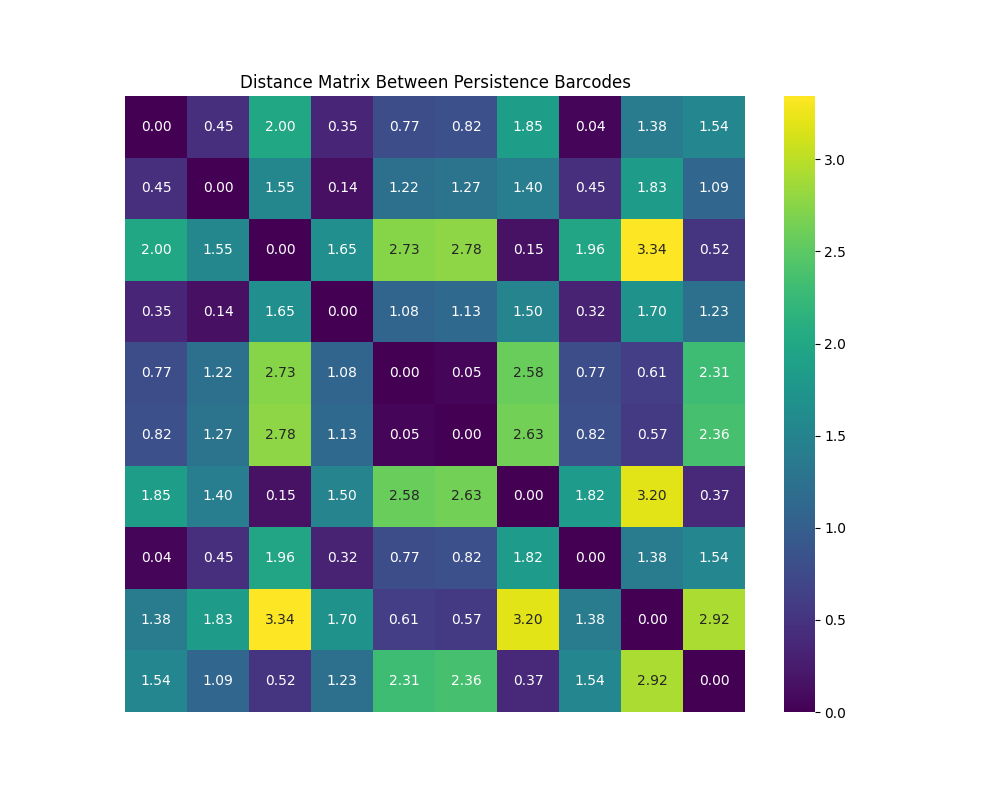 Distance Matrix Between Persistence Barcodes
0.00 0.45 2.00 0.35 0.77 0.82 1.85 0.04 1.38 1.54
0.45 0.00 1.55 0.14 1.22 1.27 1.40 0.45 1.83 1.09
2.00 1.55 0.00 1.65 2.73 2.78 0.15 1.96 3.34 0.52
0.35 0.14 1.65 0.00 1.08 1.13 1.50 0.32 1.70 1.23
0.77 1.22 2.73 1.08 0.00 0.05 2.58 0.77 0.61 2.31
0.82 1.27 2.78 1.13 0.05 0.00 2.63 0.82 0.57 2.36
1.85 1.40 0.15 1.50 2.58 2.63 0.00 1.82 3.20 0.37
0.04 0.45 1.96 0.32 0.77 0.82 1.82 0.00 1.38 1.54
1.38 1.83 3.34 1.70 0.61 0.57 3.20 1.38 0.00 2.92
1.54 1.09 0.52 1.23 2.31 2.36 0.37 1.54 2.92 0.00
3.0
2.5
2.0
1.5
1.0
0.5
0.0